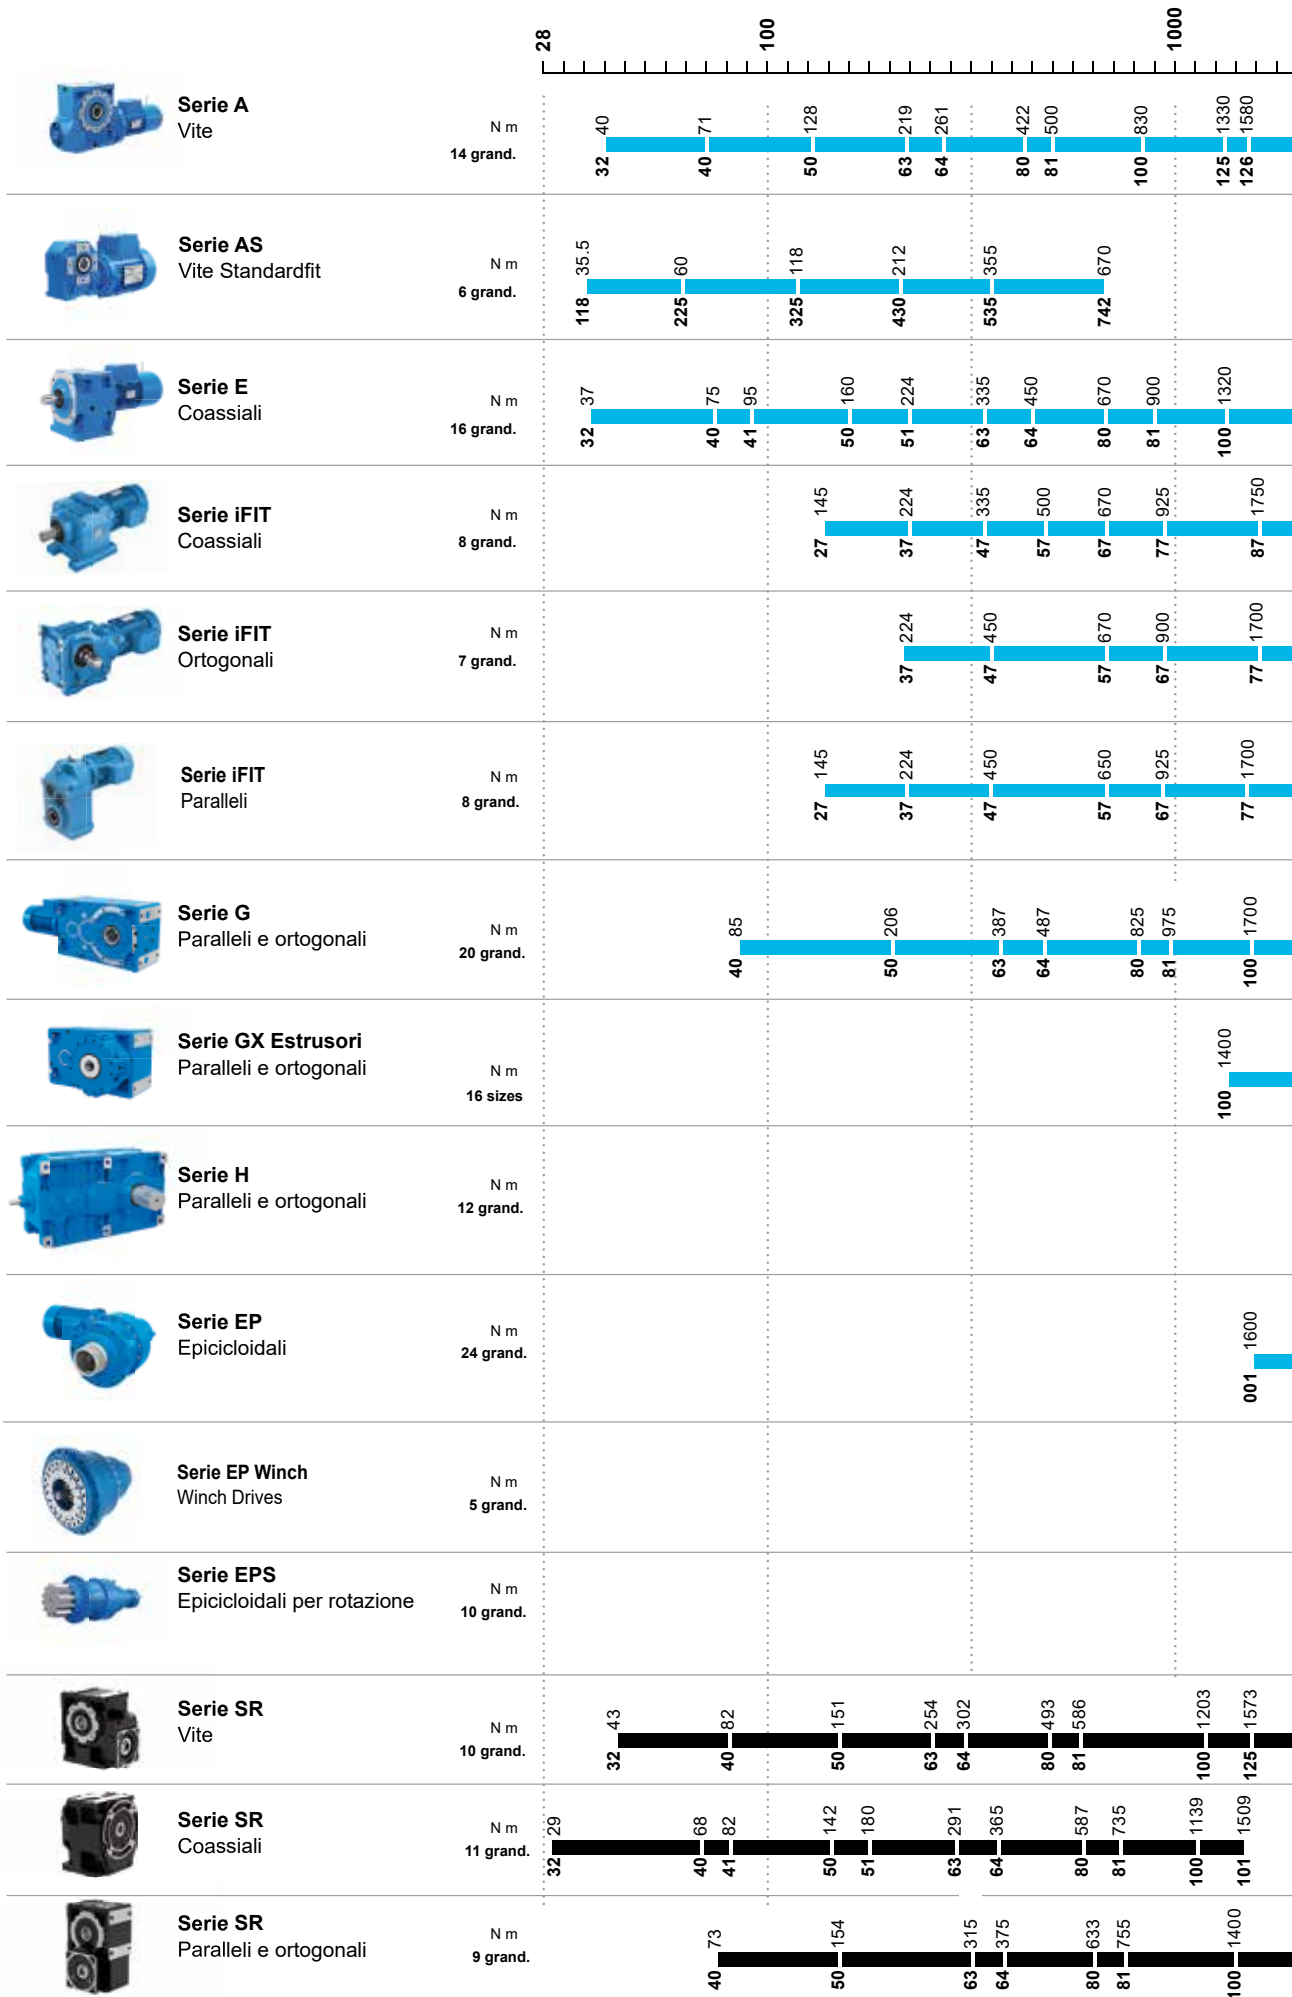 28 100 1000
Serie A
Vite
N m
14 grand.
40 71 128 219 261 422 500 830 1330 1580
32 40 50 63 64 80 81 100 125 126
Serie AS
Vite Standardfit
N m
6 grand.
35.5 60 118 212 355 670
118 225 325 430 535 742
Serie E
Coassiali
N m
16 grand.
37 75 95 160 224 335 450 670 900 1320
32 40 41 50 51 63 64 80 81 100
Serie iFIT
Coassiali
N m
8 grand.
145 224 335 500 670 925 1750
27 37 47 57 67 77 87
Serie iFIT
Ortogonali
N m
7 grand.
224 450 670 900 1700
37 47 57 67 77
Serie iFIT
Paralleli
N m
8 grand.
145 224 450 650 925 1700
27 37 47 57 67 77
Serie G
Paralleli e ortogonali
N m
20 grand.
85 206 387 487 825 975 1700
40 50 63 64 80 81 100
Serie GX Estrusori
Paralleli e ortogonali
N m
16 sizes
1400
100
Serie H
Paralleli e ortogonali
N m
12 grand.
Serie EP
Epicicloidali
N m
24 grand.
1600
001
Serie EP Winch
Winch Drives
N m
5 grand.
Serie EPS
Epicicloidali per rotazione
N m
10 grand.
Serie SR
Vite
N m
10 grand.
43 82 151 254 302 493 586 1203 1573
32 40 50 63 64 80 81 100 125
Serie SR
Coassiali
N m
11 grand.
29 68 82 142 180 291 365 587 735 1139 1509
32 40 41 50 51 63 64 80 81 100 101
Serie SR
Paralleli e ortogonali
N m
9 grand.
73 154 315 375 633 755 1400
40 50 63 64 80 81 100